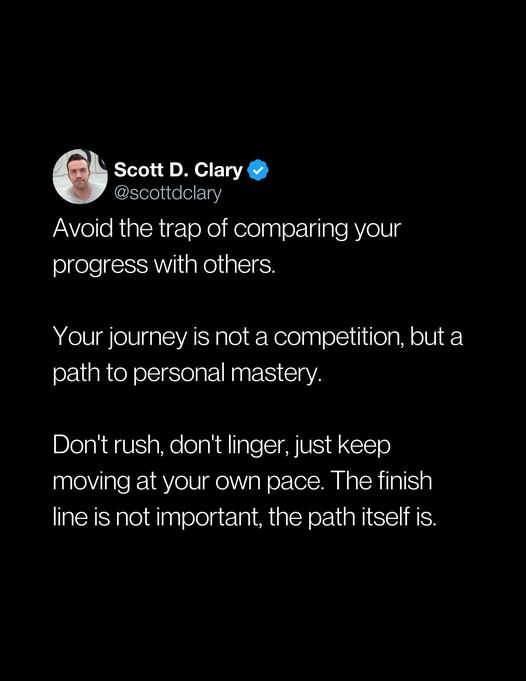 Scott D. Clary
@scottdclary
Avoid the trap of comparing your
progress with others.
Your journey is not a competition, but a
path to personal mastery.
Don't rush, don't linger, just keep
moving at your own pace. The finish
line is not important, the path itself is.